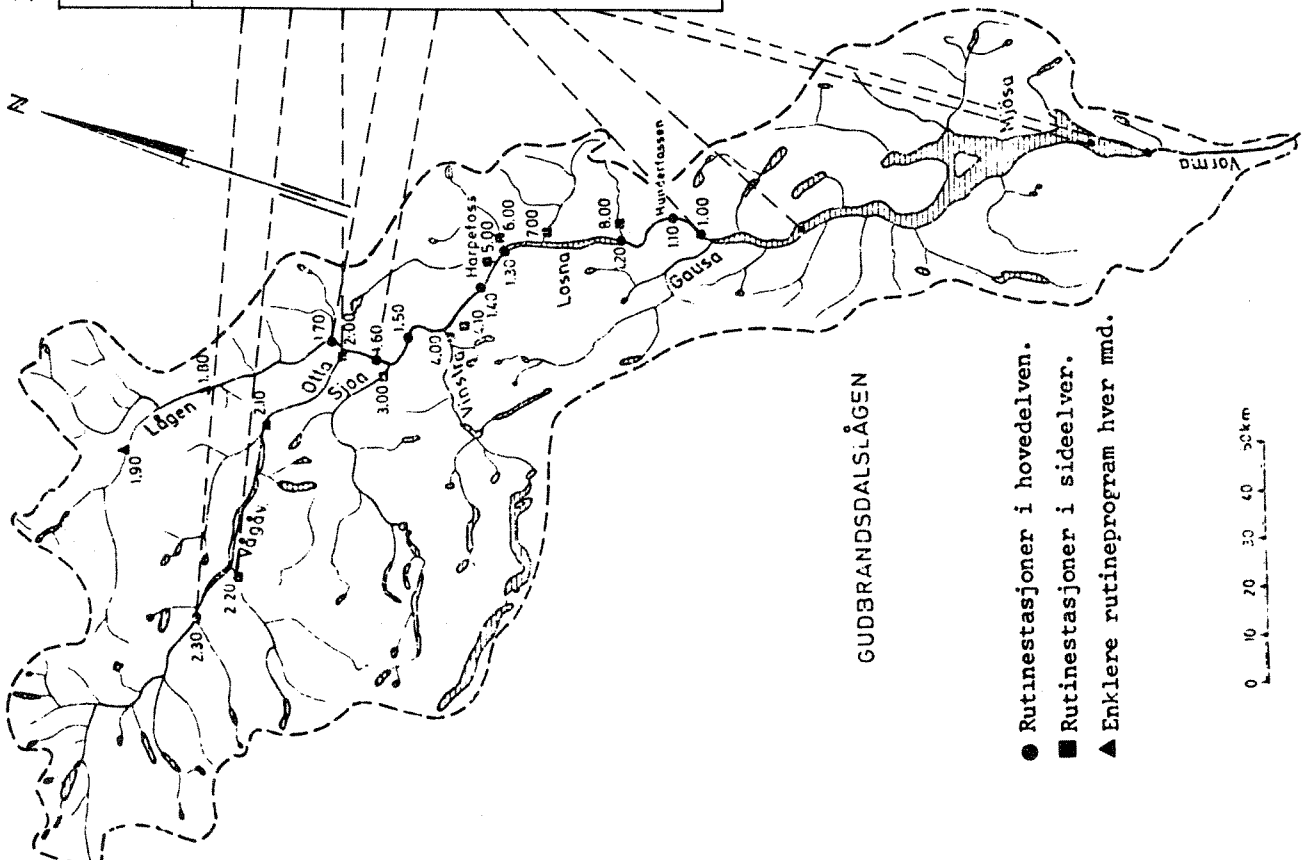 N
1.90
Lågen
1.80
1.70
2.00
Otta
Sjoa
1.60
3.00
1.50
4.00
Vinstra
4.10
1.40
Harpefoss
5.00
6.00
1.30
7.00
Losna
8.00
1.20
Hunderfossen
1.10
1.00
Gausa
Mjösa
Vorma
2.10
Vågåv.
2.20
2.30
GUDBRANDSDALSLÅGEN
● Rutinestasjoner i hovedelven.
■ Rutinestasjoner i sideelver.
▲ Enklere rutineprogram hver mnd.
0 10 20 30 40 50km